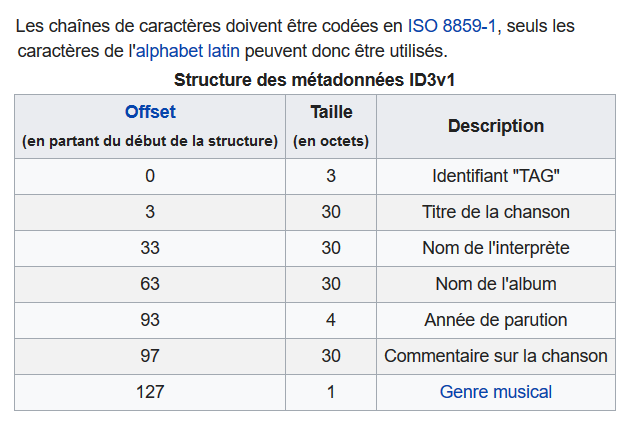 Les chaînes de caractères doivent être codées en ISO 8859-1, seuls les
caractères de l'alphabet latin peuvent donc être utilisés.
Structure des métadonnées ID3v1
Offset Taille Description
(en partant du début de la structure) (en octets)
0 3 Identifiant "TAG"
3 30 Titre de la chanson
33 30 Nom de l'interprète
63 30 Nom de l'album
93 4 Année de parution
97 30 Commentaire sur la chanson
127 1 Genre musical